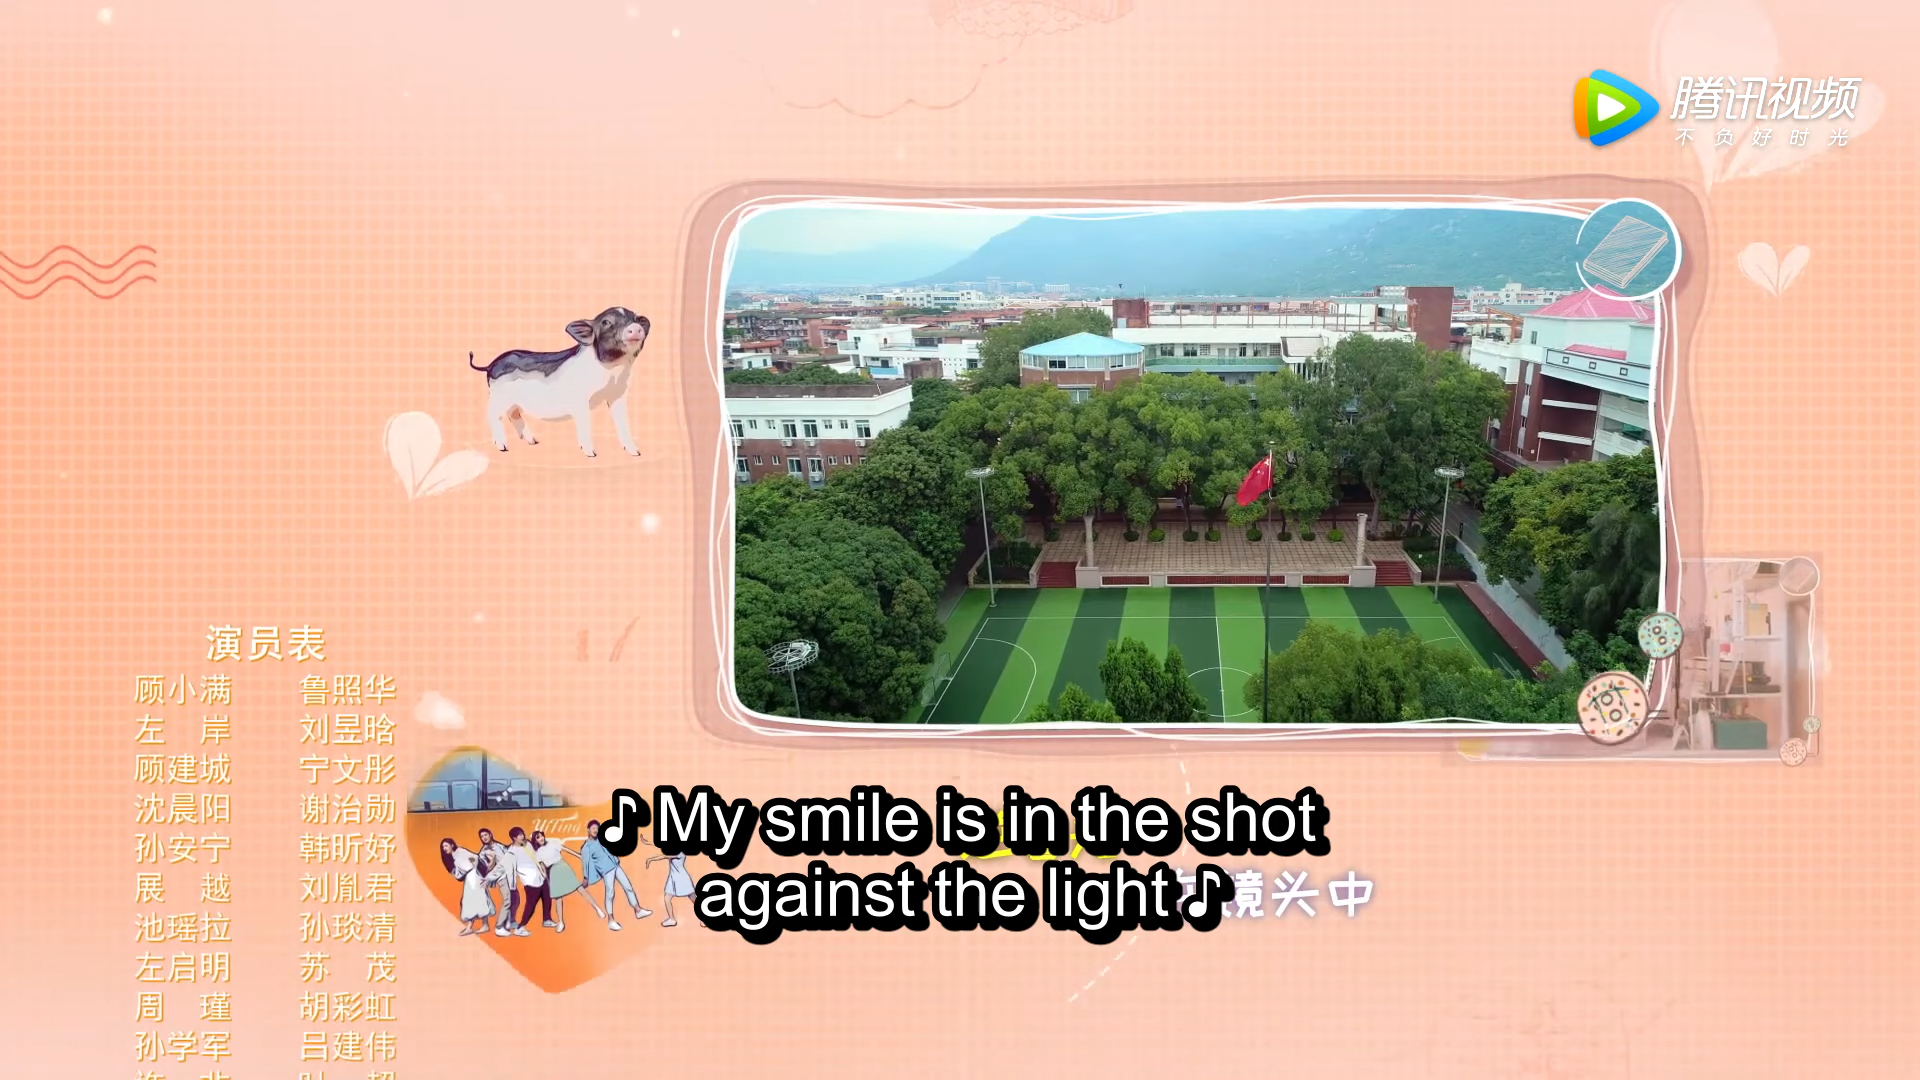 腾讯视频
不负好时光
演员表
顾小满 鲁照华
左 岸 刘昱晗
顾建城 宁文彤
沈晨阳 谢治勋
孙安宁 韩昕妤
展 越 刘胤君
池瑶拉 孙琰清
左启明 苏 茂
周 瑾 胡彩虹
孙学军 吕建伟
♪ My smile is in the shot
against the light ♪
镜头中